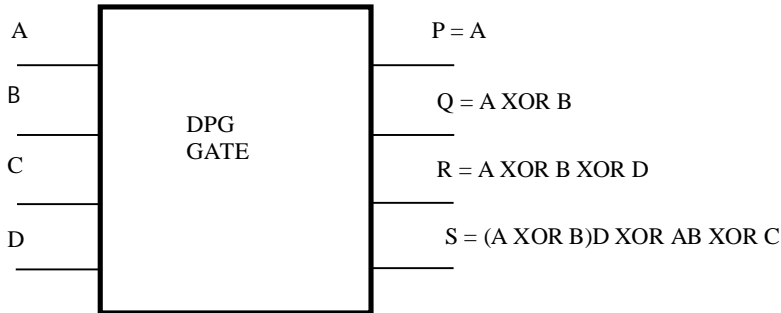 A
P = A
B
Q = A XOR B
DPG
GATE
C
R = A XOR B XOR D
D
S = (A XOR B)D XOR AB XOR C